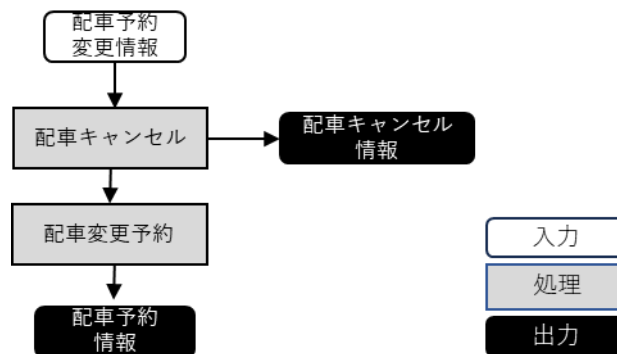 配車予約
変更情報
配車キャンセル
配車キャンセル
情報
配車変更予約
配車予約
情報
入力
処理
出力